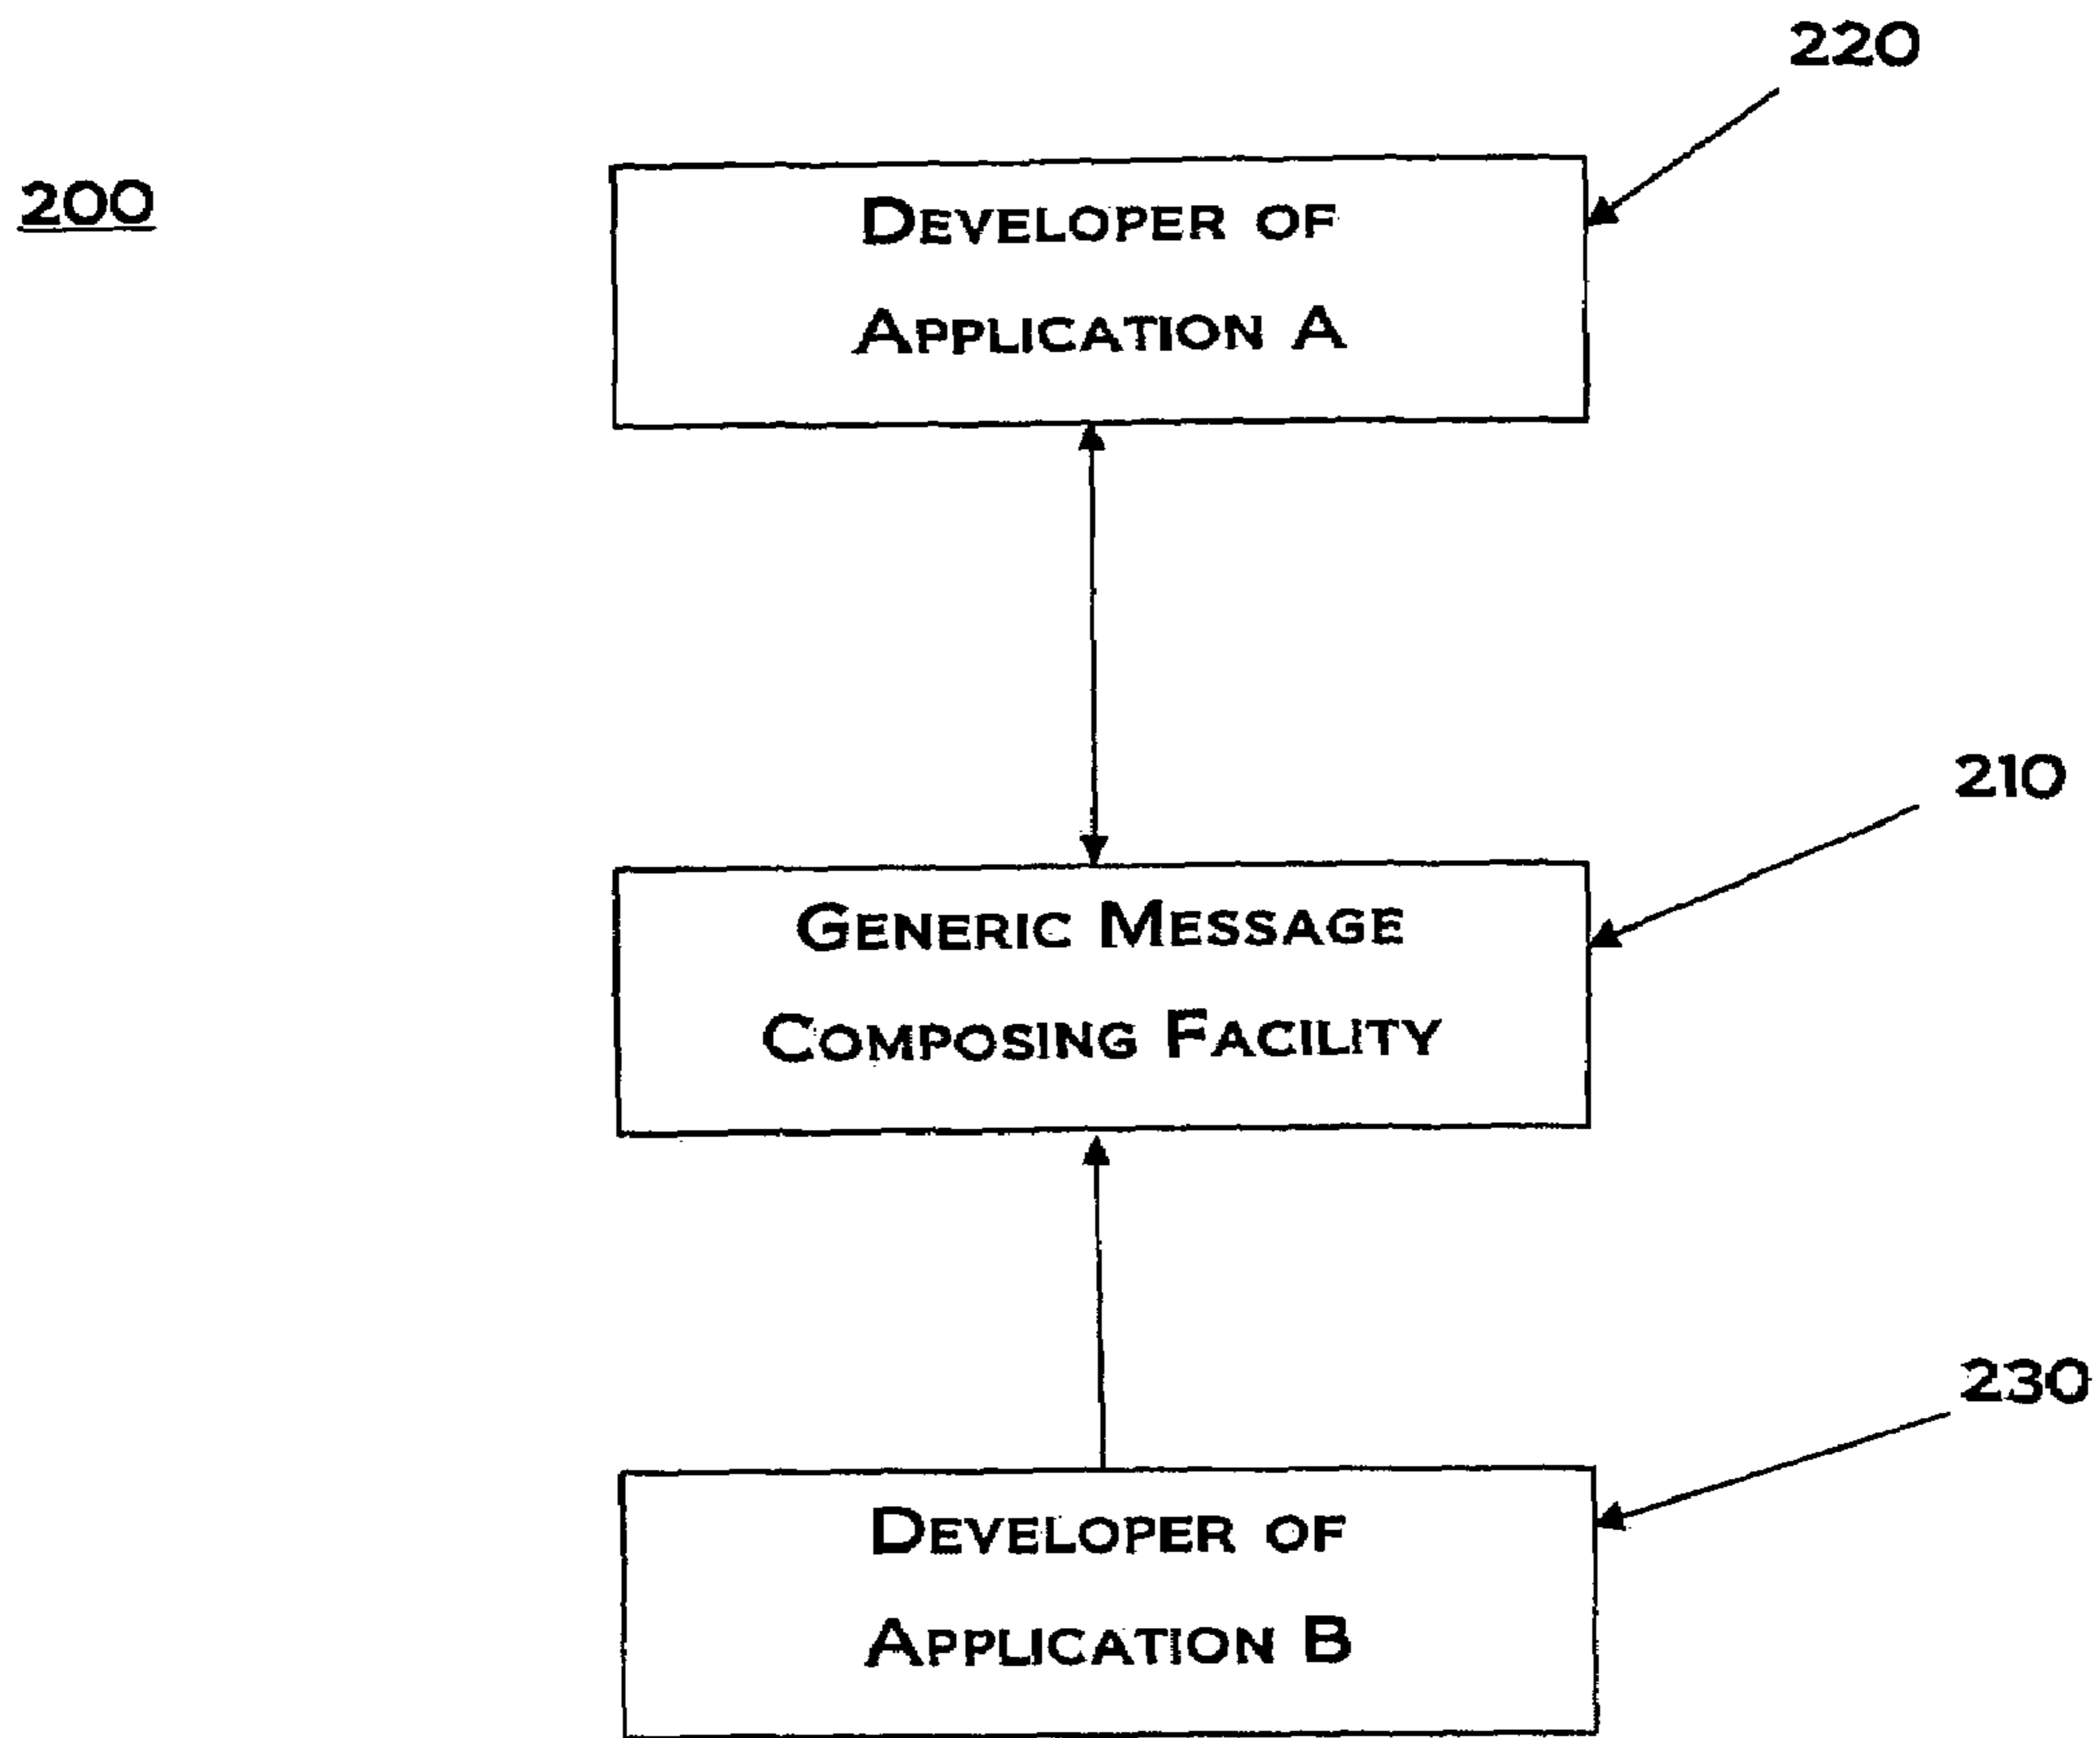 220
200
DEVELOPER OF
APPLICATION A
210
GENERIC MESSAGE
COMPOSING FACILITY
230
DEVELOPER OF
APPLICATION B